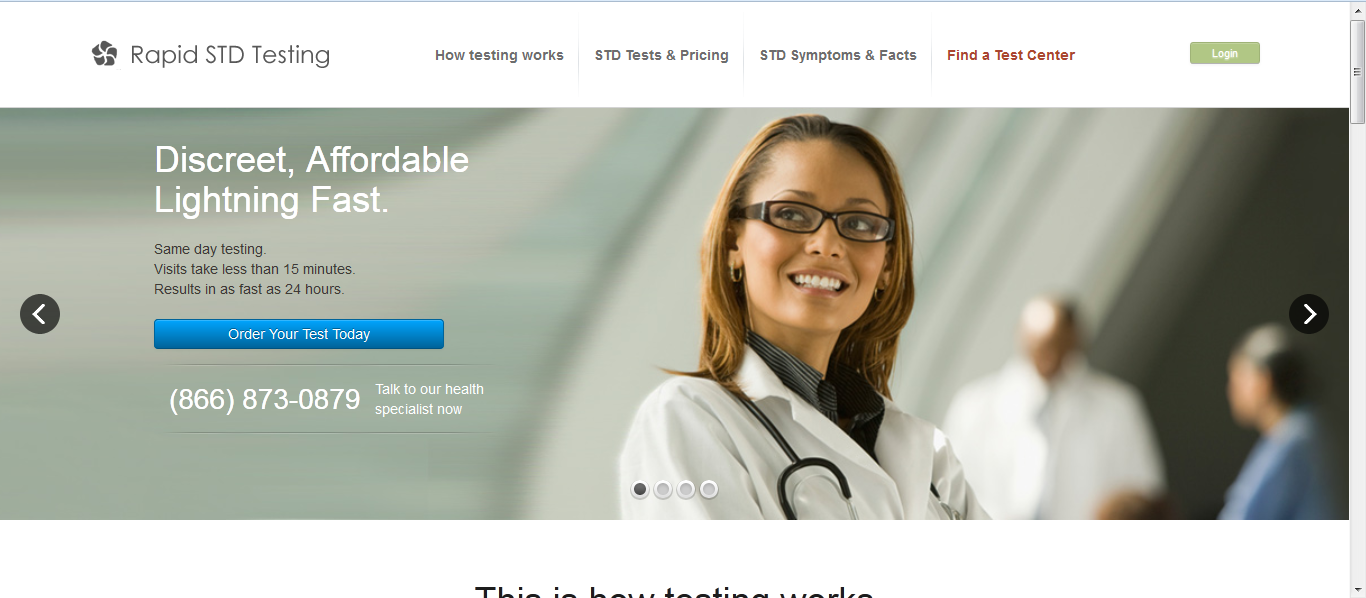 Rapid STD Testing
How testing works
STD Tests & Pricing
STD Symptoms & Facts
Find a Test Center
Login
Discreet, Affordable
Lightning Fast.
Same day testing.
Visits take less than 15 minutes.
Results in as fast as 24 hours.
Order Your Test Today
(866) 873-0879
Talk to our health
specialist now
This is how testing works